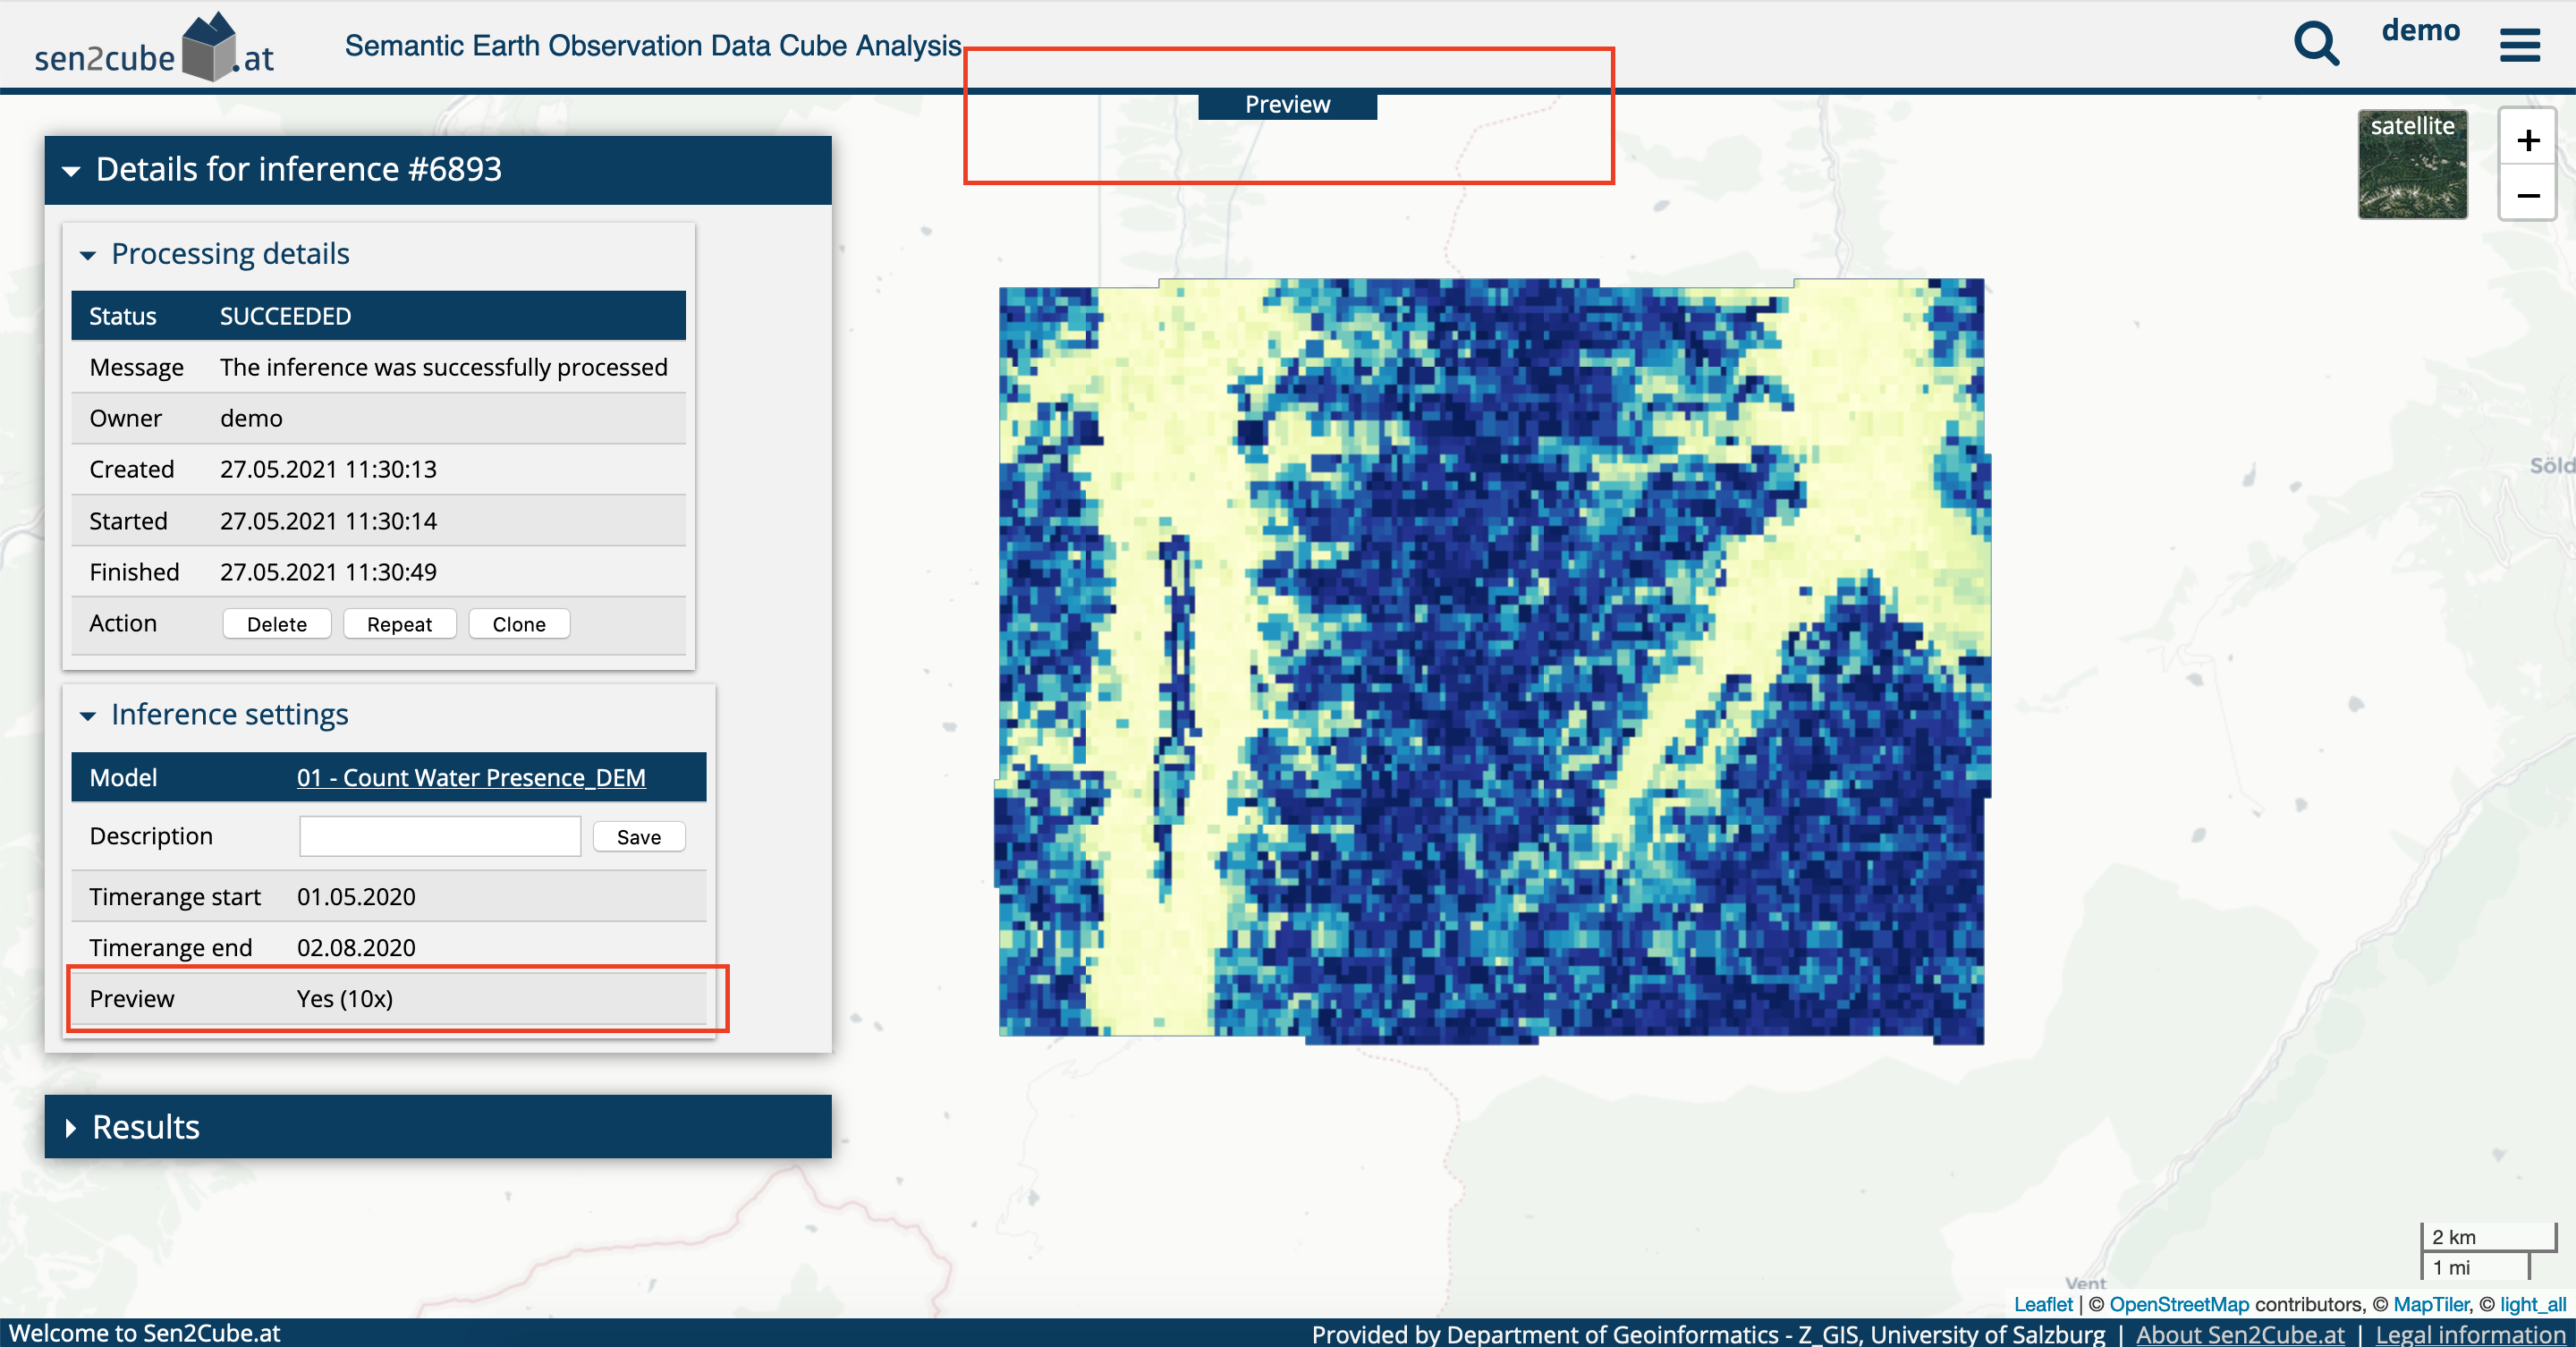 sen2cube.at
Semantic Earth Observation Data Cube Analysis
demo
Preview
satellite
+
−
Details for inference #6893
Processing details
Status SUCCEEDED
Message The inference was successfully processed
Owner demo
Created 27.05.2021 11:30:13
Started 27.05.2021 11:30:14
Finished 27.05.2021 11:30:49
Action Delete Repeat Clone
Inference settings
Model 01 - Count Water Presence_DEM
Description Save
Timerange start 01.05.2020
Timerange end 02.08.2020
Preview Yes (10x)
Results
Söld
2 km
1 mi
Vent
Leaflet | © OpenStreetMap contributors, © MapTiler, © light_all
Welcome to Sen2Cube.at
Provided by Department of Geoinformatics - Z_GIS, University of Salzburg | About Sen2Cube.at | Legal information